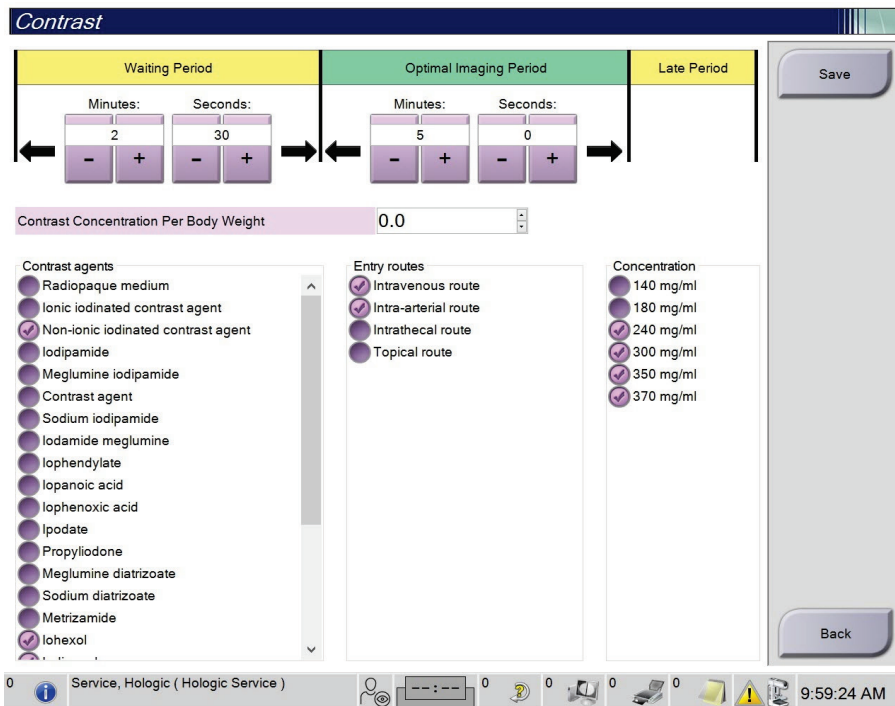 Contrast
Waiting Period
Optimal Imaging Period
Late Period
Save
Minutes:
Seconds:
Minutes:
Seconds:
2
30
5
0
- + - + - + - +
Contrast Concentration Per Body Weight
0.0
Contrast agents
Radiopaque medium
Ionic iodinated contrast agent
Non-ionic iodinated contrast agent
Iodipamide
Meglumine iodipamide
Contrast agent
Sodium iodipamide
Iodamide meglumine
Iophendylate
Iopanoic acid
Iophenoxic acid
Ipodate
Propyliodone
Meglumine diatrizoate
Sodium diatrizoate
Metrizamide
Iohexol
Entry routes
Intravenous route
Intra-arterial route
Intrathecal route
Topical route
Concentration
140 mg/ml
180 mg/ml
240 mg/ml
300 mg/ml
350 mg/ml
370 mg/ml
Back
0 Service, Hologic ( Hologic Service ) --:-- 0 0 0 0 9:59:24 AM